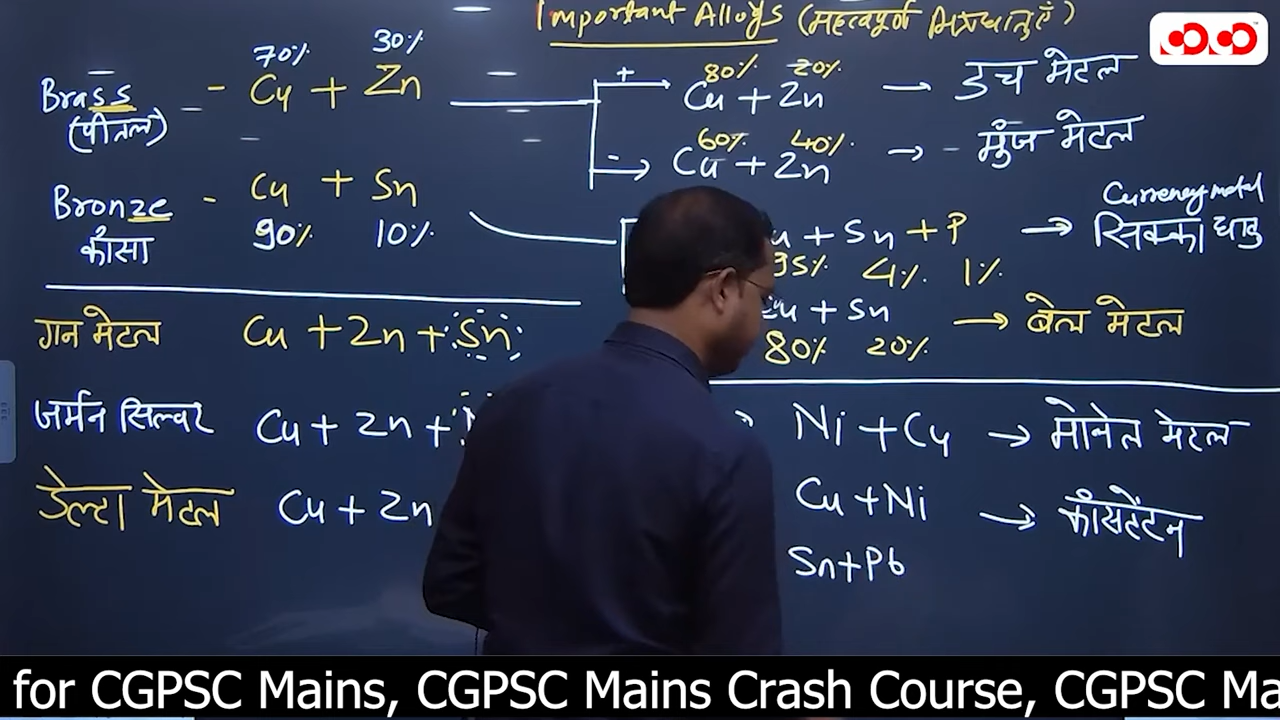 Important Alloys (महत्वपूर्ण मिश्रधातुएँ)
70% 30%
Brass - Cu + Zn
(पीतल)
+ 80% 20%
Cu + Zn → डच मेटल
- 60% 40%
Cu + Zn → मुंज मेटल
Bronze - Cu + Sn
कांसा 90% 10%
Currency metal
u + Sn + P → सिक्का धातु
95% 4% 1%
Cu + Sn → बेल मेटल
80% 20%
गन मेटल Cu + Zn + Sn
जर्मन सिल्वर Cu + Zn +
Ni + Cu → मोनेल मेटल
डेल्टा मेटल Cu + Zn
Cu + Ni → कांसटेंटन
Sn + Pb
for CGPSC Mains, CGPSC Mains Crash Course, CGPSC Ma